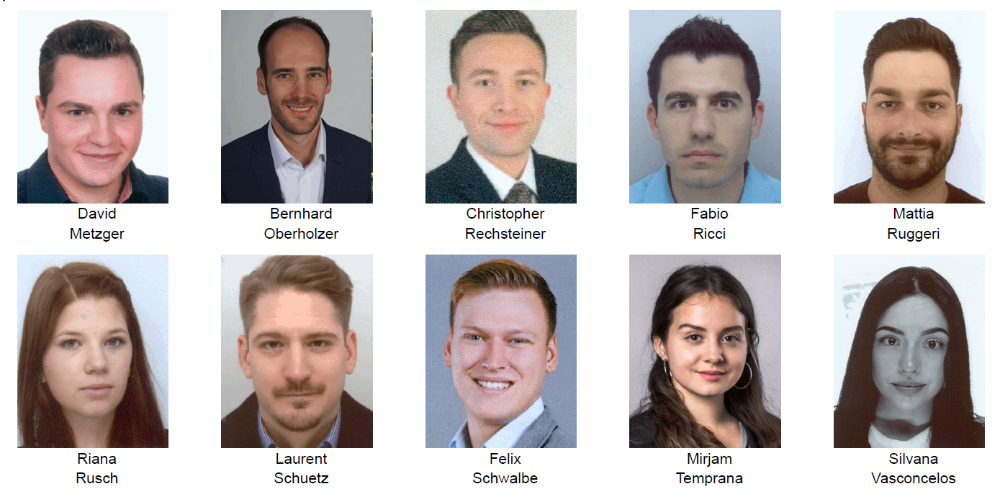 David
Metzger
Bernhard
Oberholzer
Christopher
Rechsteiner
Fabio
Ricci
Mattia
Ruggeri
Riana
Rusch
Laurent
Schuetz
Felix
Schwalbe
Mirjam
Temprana
Silvana
Vasconcelos